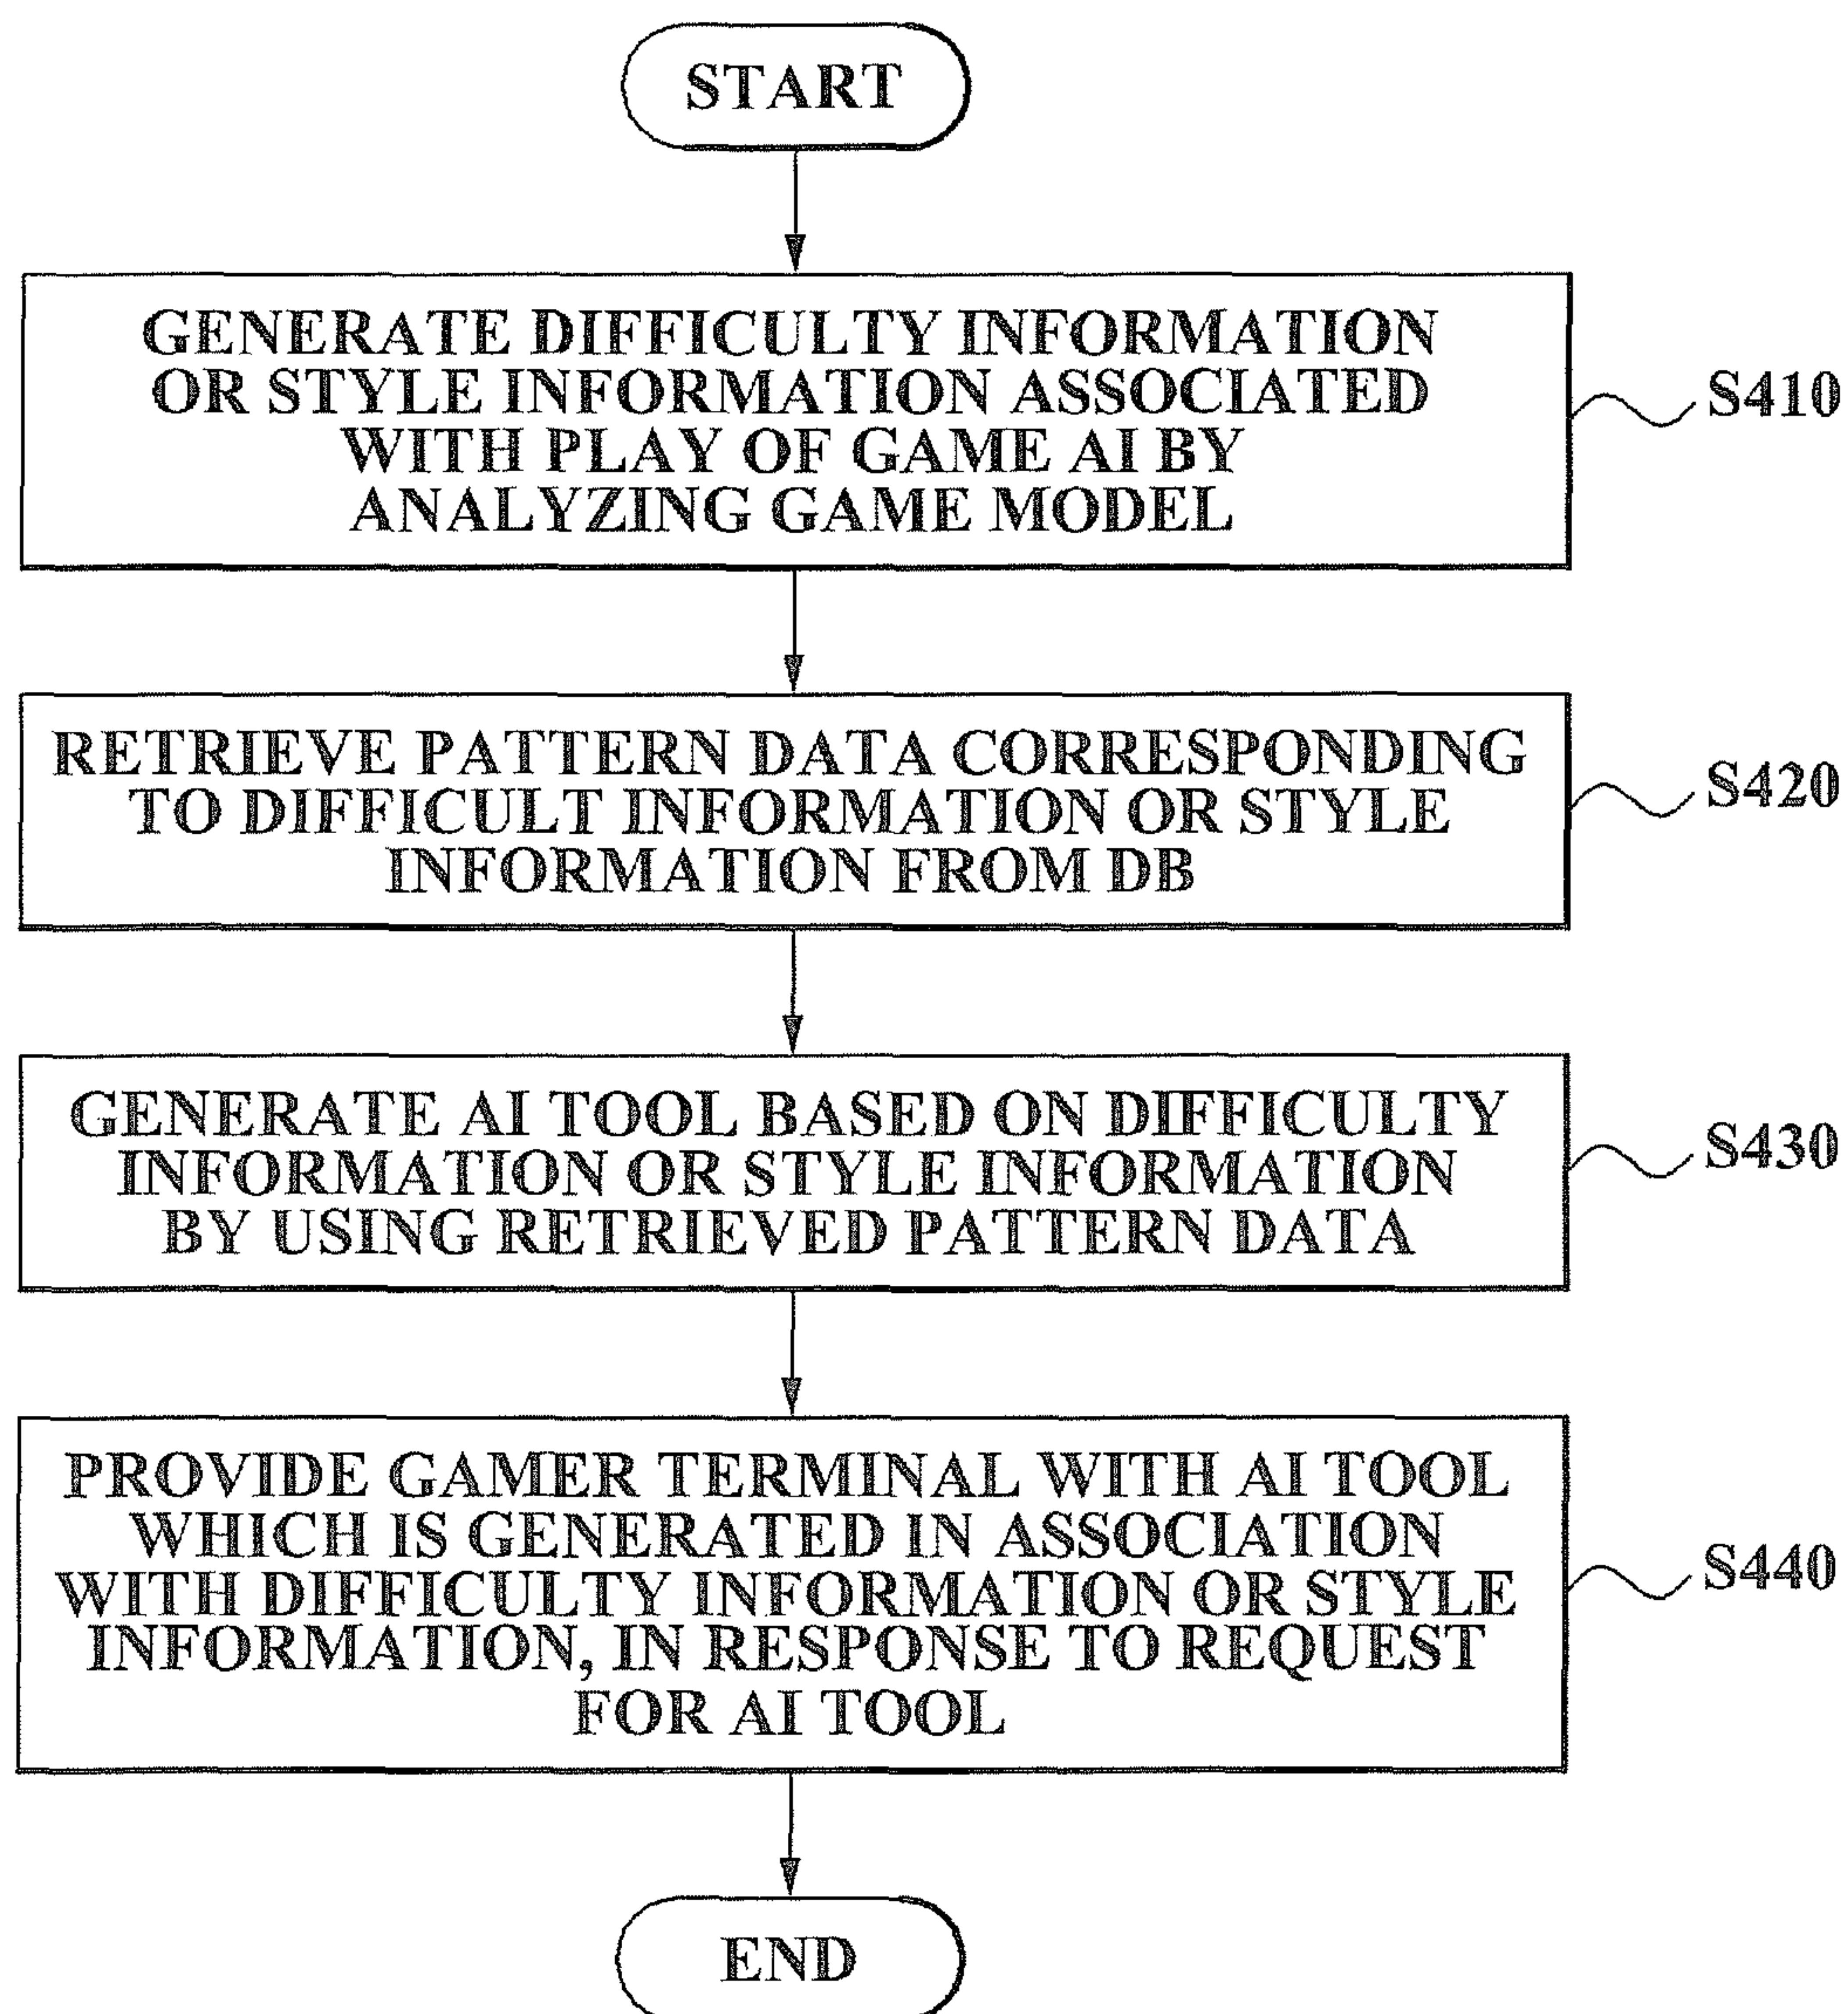 START
GENERATE DIFFICULTY INFORMATION
OR STYLE INFORMATION ASSOCIATED
WITH PLAY OF GAME AI BY
ANALYZING GAME MODEL
S410
RETRIEVE PATTERN DATA CORRESPONDING
TO DIFFICULT INFORMATION OR STYLE
INFORMATION FROM DB
S420
GENERATE AI TOOL BASED ON DIFFICULTY
INFORMATION OR STYLE INFORMATION
BY USING RETRIEVED PATTERN DATA
S430
PROVIDE GAMER TERMINAL WITH AI TOOL
WHICH IS GENERATED IN ASSOCIATION
WITH DIFFICULTY INFORMATION OR STYLE
INFORMATION, IN RESPONSE TO REQUEST
FOR AI TOOL
S440
END